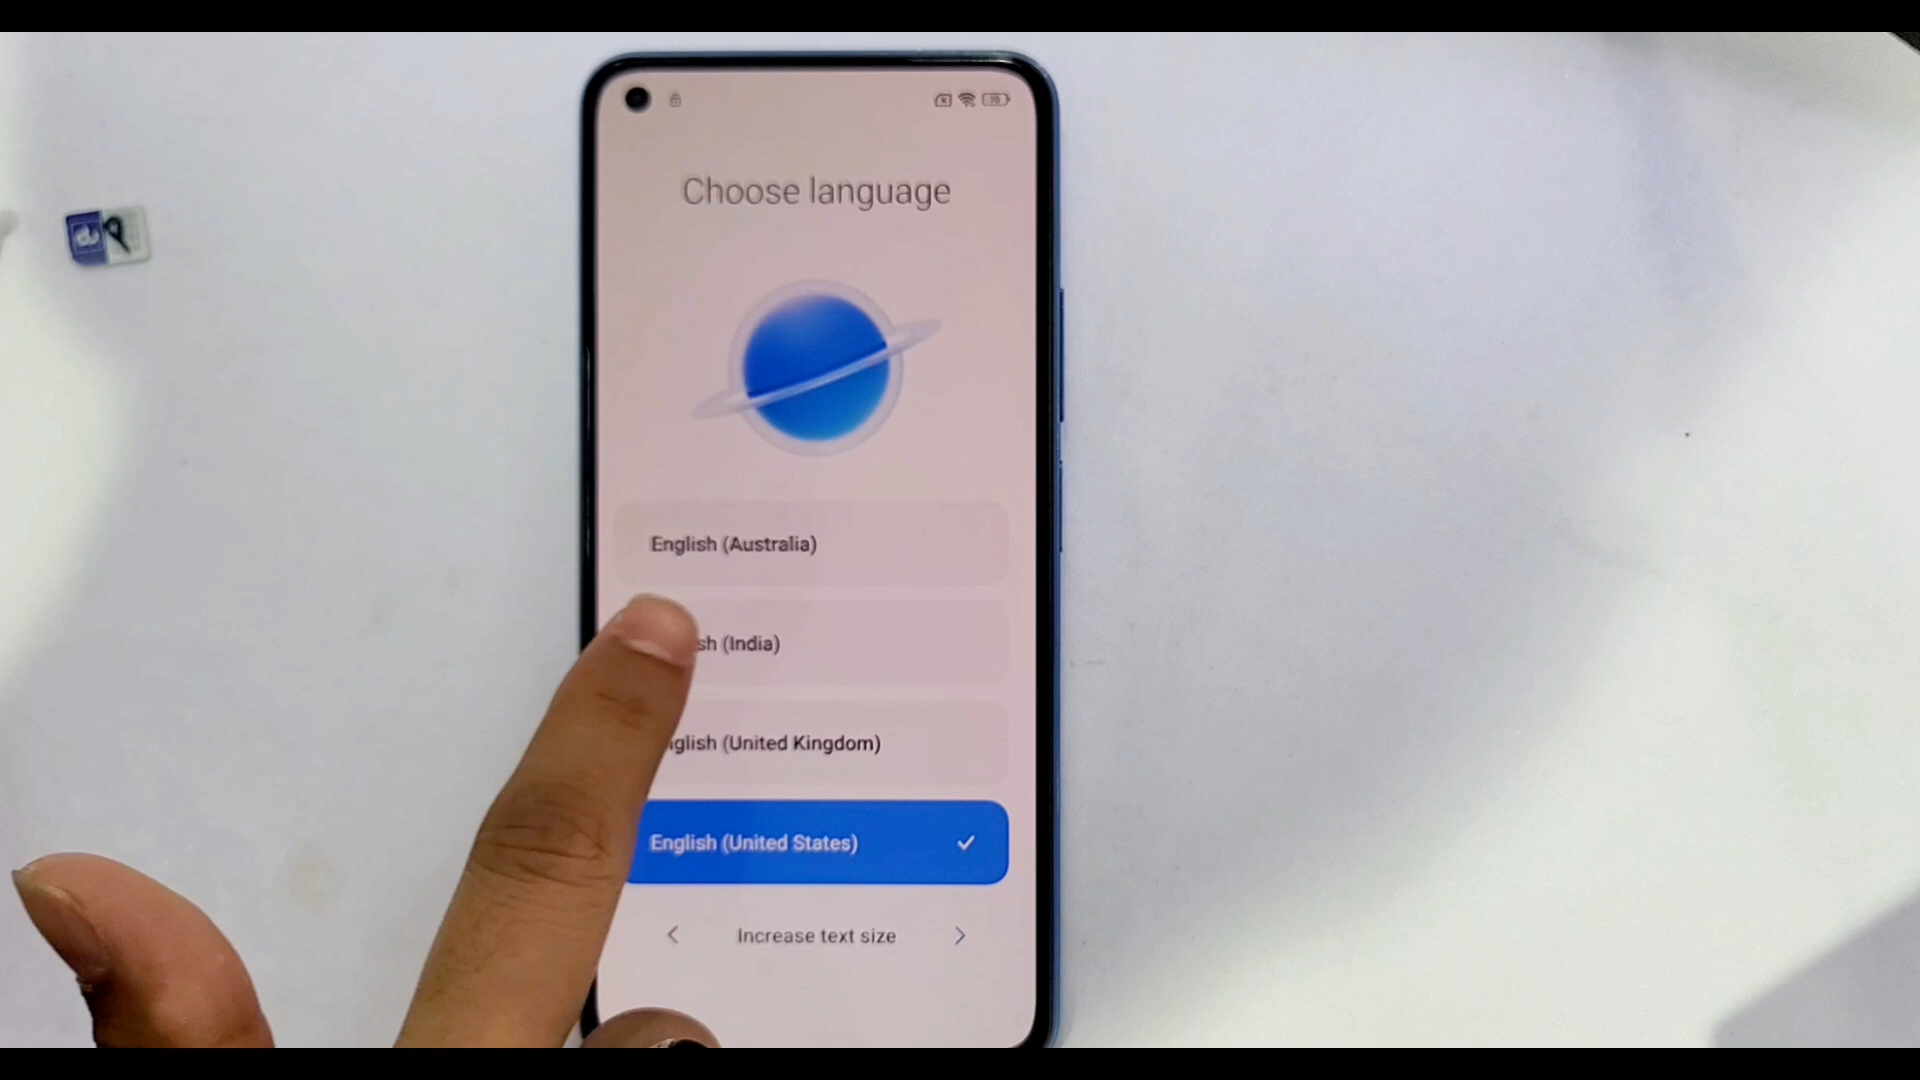 Choose language
English (Australia)
sh (India)
glish (United Kingdom)
English (United States)
Increase text size